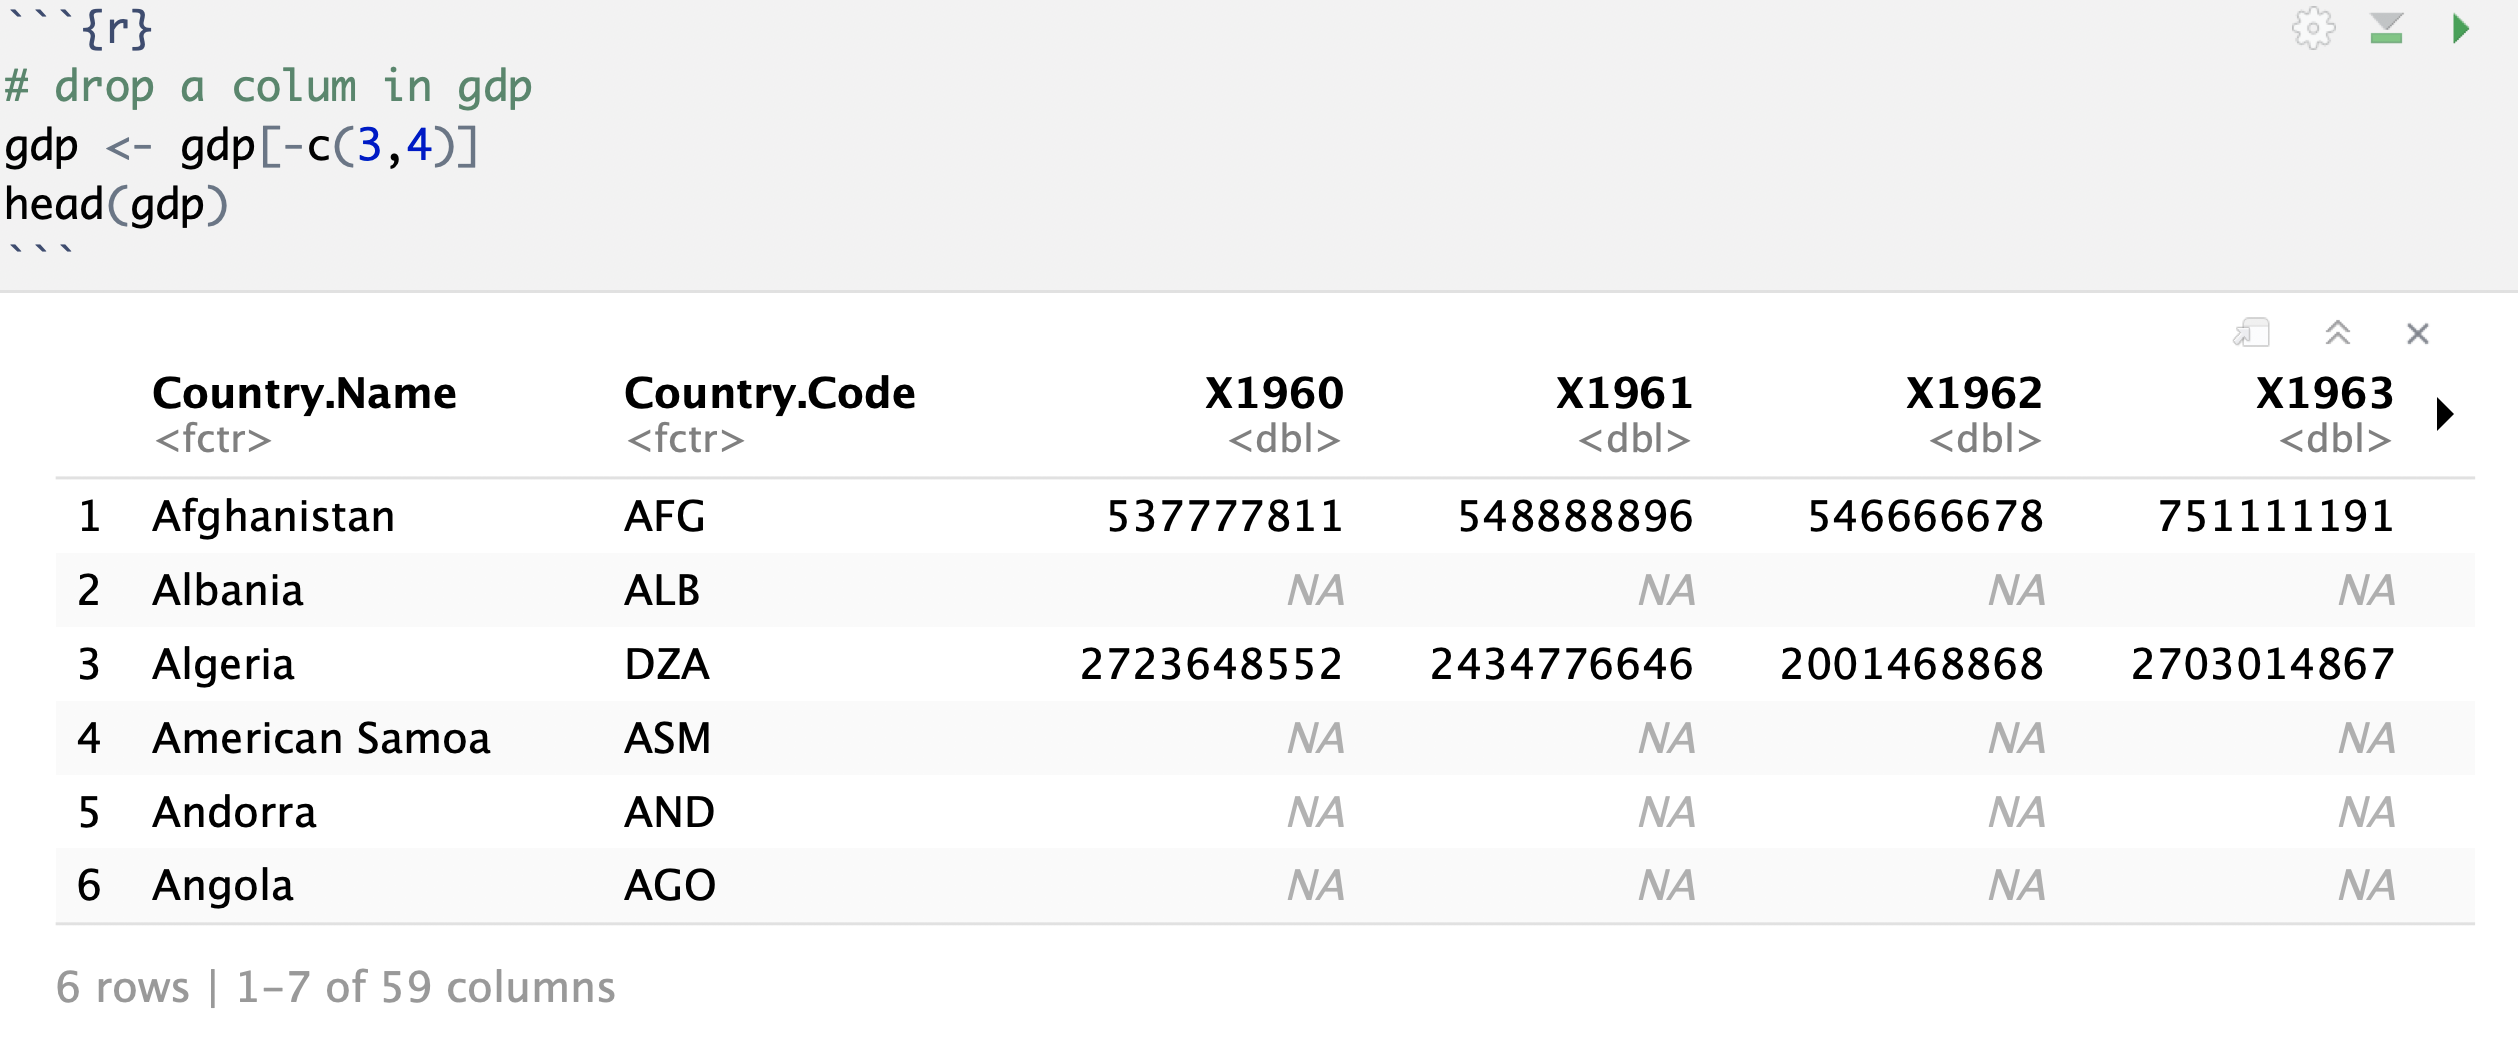 ```{r}
# drop a colum in gdp
gdp <- gdp[-c(3,4)]
head(gdp)
```
Country.Name Country.Code X1960 X1961 X1962 X1963
<fctr> <fctr> <dbl> <dbl> <dbl> <dbl>
1 Afghanistan AFG 537777811 548888896 546666678 751111191
2 Albania ALB NA NA NA NA
3 Algeria DZA 2723648552 2434776646 2001468868 2703014867
4 American Samoa ASM NA NA NA NA
5 Andorra AND NA NA NA NA
6 Angola AGO NA NA NA NA
6 rows | 1–7 of 59 columns